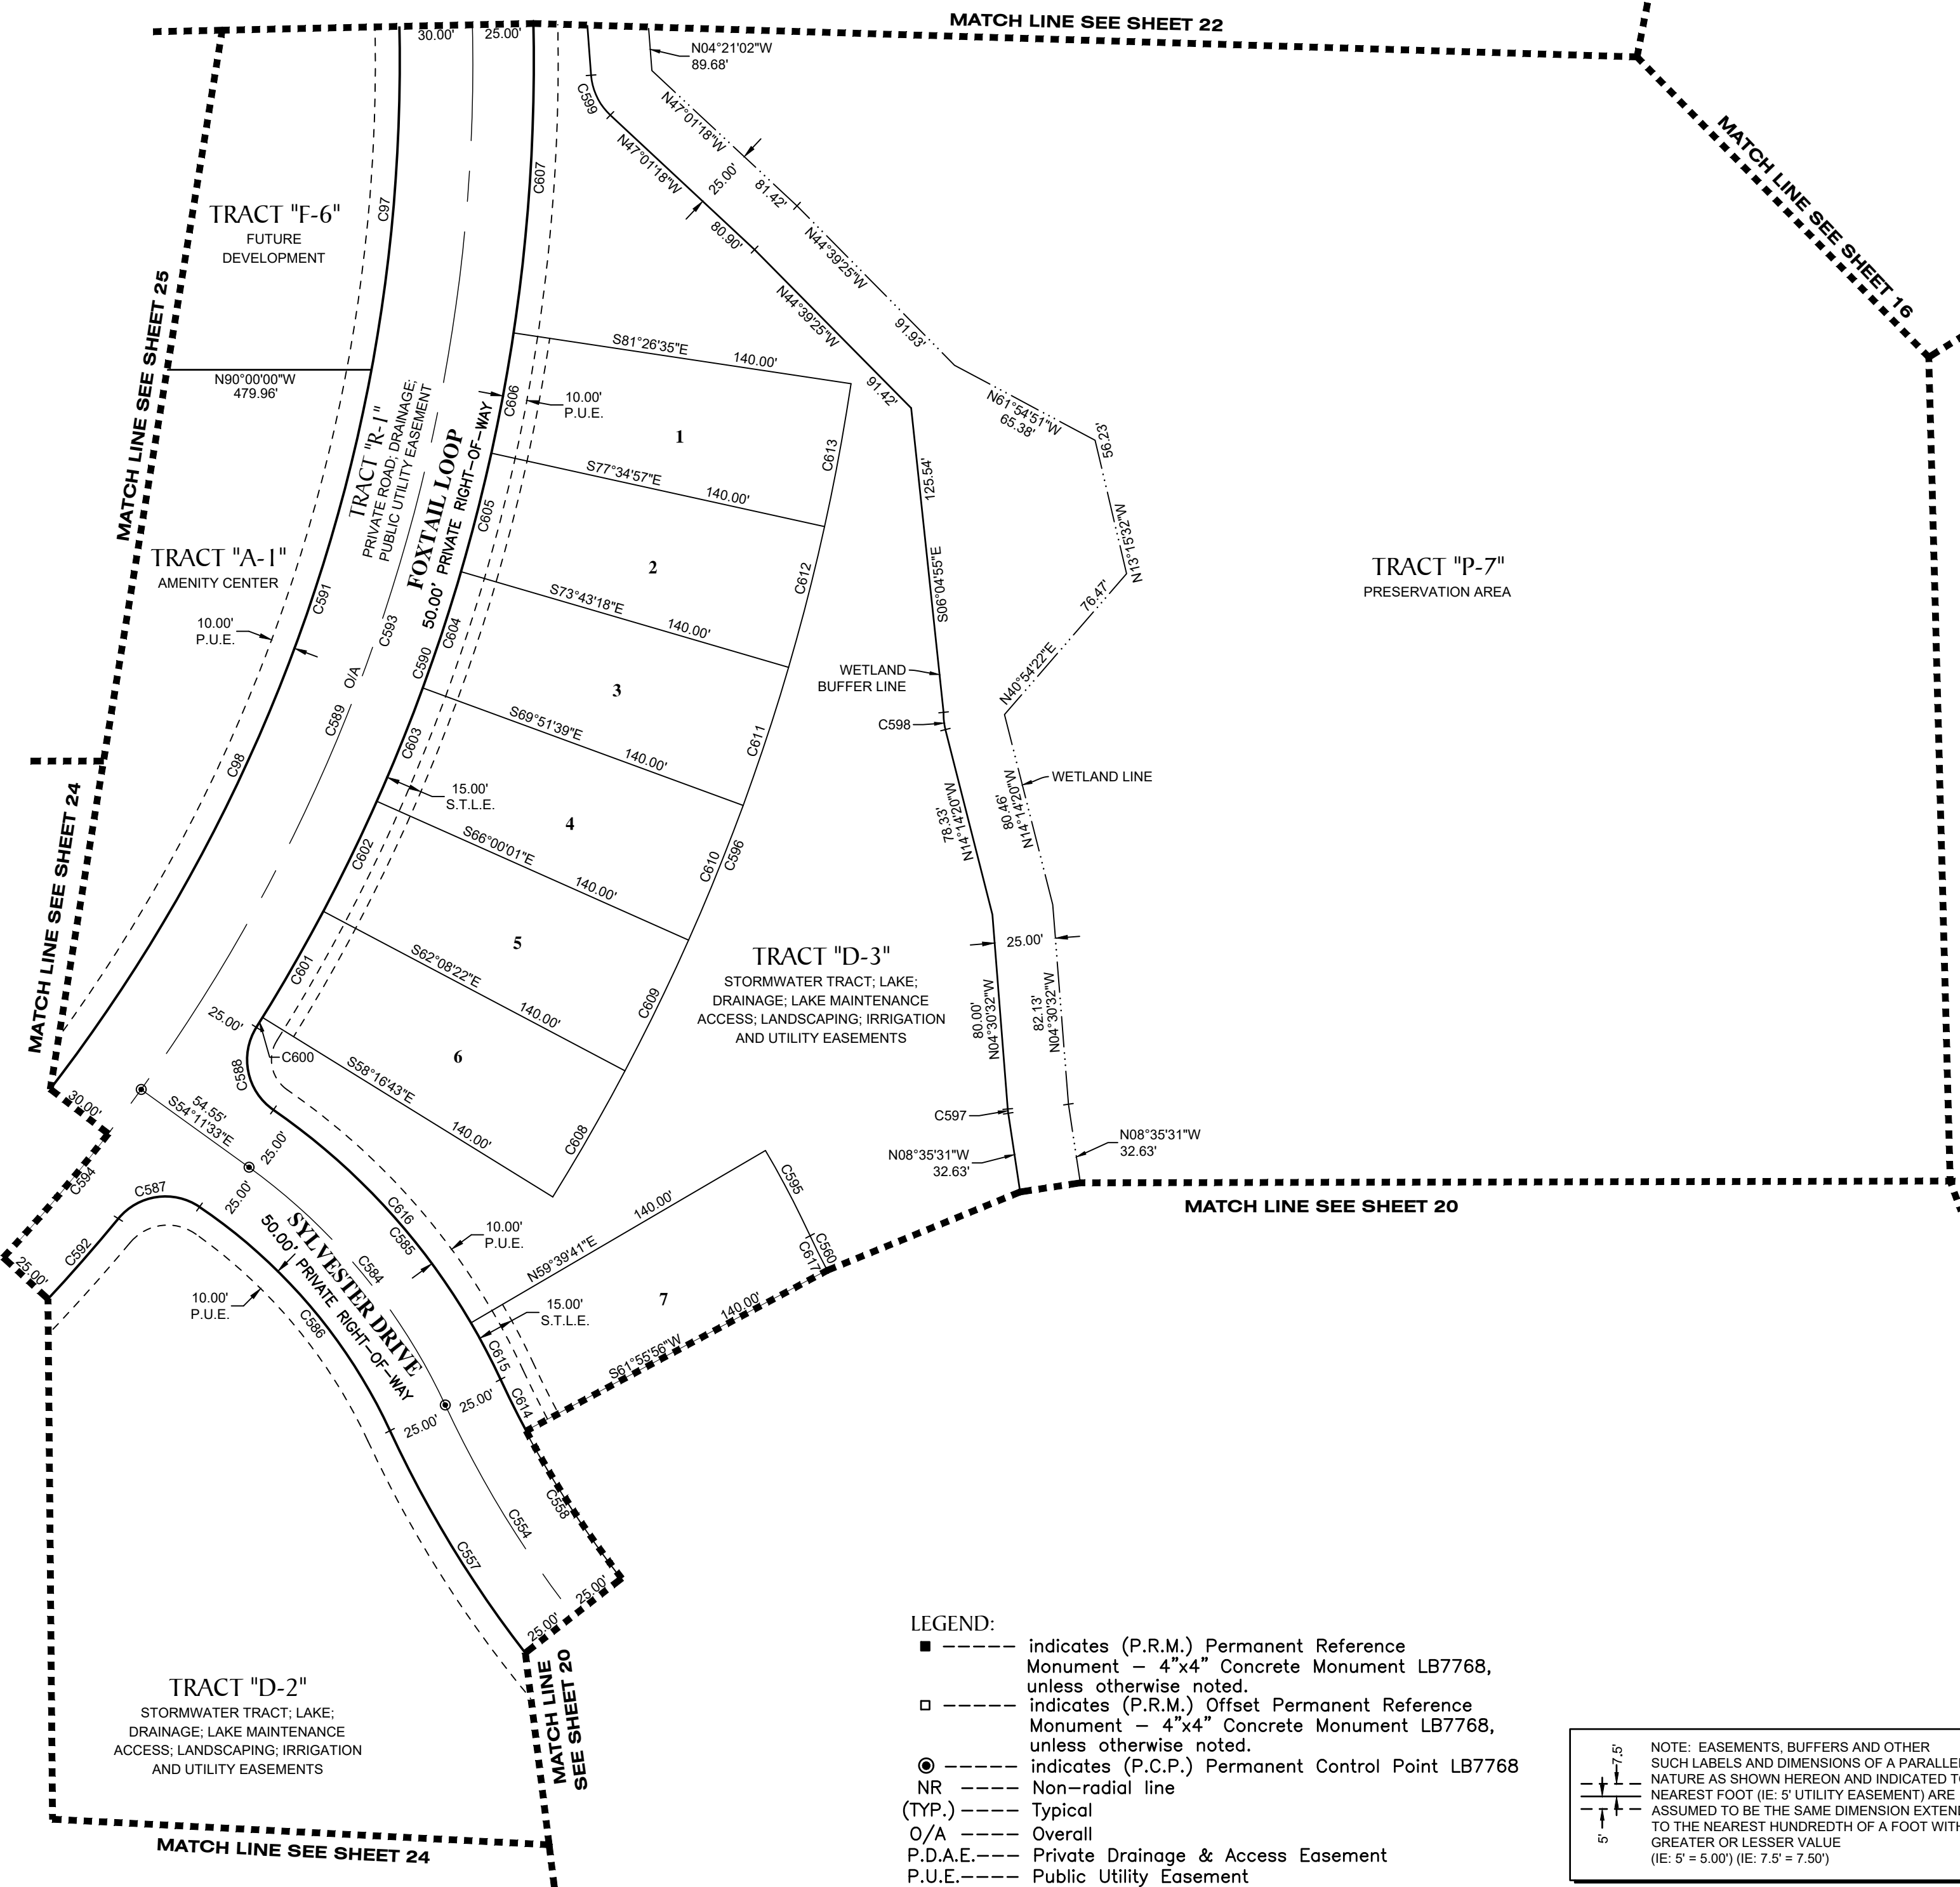 MATCH LINE SEE SHEET 22
30.00'
25.00'
N04°21'02"W
89.68'
C599
N47°01'18"W
N47°01'18"W
25.00'
81.42'
80.90'
N44°39'25"W
N44°39'25"W
91.93'
91.42'
MATCH LINE SEE SHEET 16
C607
C97
TRACT "F-6"
FUTURE
DEVELOPMENT
MATCH LINE SEE SHEET 25
N90°00'00"W
479.96'
TRACT "R-1"
PRIVATE ROAD; DRAINAGE;
PUBLIC UTILITY EASEMENT
FOXTAIL LOOP
50.00' PRIVATE RIGHT-OF-WAY
S81°26'35"E
140.00'
C606
10.00'
P.U.E.
1
C613
S77°34'57"E
140.00'
C605
2
C612
S73°43'18"E
140.00'
N61°54'51"W
65.38'
56.23'
N13°15'32"W
125.54'
S06°04'55"E
76.47'
N40°54'22"E
TRACT "P-7"
PRESERVATION AREA
TRACT "A-1"
AMENITY CENTER
C591
10.00'
P.U.E.
C593
C604
C590
O/A
C589
3
C611
S69°51'39"E
140.00'
WETLAND
BUFFER LINE
C598
WETLAND LINE
C98
C603
15.00'
S.T.L.E.
4
S66°00'01"E
140.00'
C610
C596
78.33'
N14°14'20"W
80.46'
N14°14'20"W
MATCH LINE SEE SHEET 24
C602
5
S62°08'22"E
140.00'
C609
TRACT "D-3"
STORMWATER TRACT; LAKE;
DRAINAGE; LAKE MAINTENANCE
ACCESS; LANDSCAPING; IRRIGATION
AND UTILITY EASEMENTS
25.00'
80.00'
N04°30'32"W
82.13'
N04°30'32"W
C601
25.00'
C600
C588
6
S58°16'43"E
140.00'
C608
C597
N08°35'31"W
32.63'
N08°35'31"W
32.63'
MATCH LINE SEE SHEET 20
30.00'
54.55'
S54°11'33"E
25.00'
25.00'
C594
C587
C592
25.00'
C616
C585
10.00'
P.U.E.
C584
SYLVESTER DRIVE
50.00' PRIVATE RIGHT-OF-WAY
10.00'
P.U.E.
C586
N59°39'41"E
140.00'
C595
C560
C617
7
15.00'
S.T.L.E.
140.00'
S61°55'56"W
C615
C614
25.00'
25.00'
C558
C554
C557
25.00'
25.00'
MATCH LINE
SEE SHEET 20
TRACT "D-2"
STORMWATER TRACT; LAKE;
DRAINAGE; LAKE MAINTENANCE
ACCESS; LANDSCAPING; IRRIGATION
AND UTILITY EASEMENTS
MATCH LINE SEE SHEET 24
LEGEND:
indicates (P.R.M.) Permanent Reference
Monument – 4"x4" Concrete Monument LB7768,
unless otherwise noted.
indicates (P.R.M.) Offset Permanent Reference
Monument – 4"x4" Concrete Monument LB7768,
unless otherwise noted.
indicates (P.C.P.) Permanent Control Point LB7768
NR ---- Non-radial line
(TYP.) ---- Typical
O/A ---- Overall
P.D.A.E.--- Private Drainage & Access Easement
P.U.E.---- Public Utility Easement
7.5'
5'
NOTE: EASEMENTS, BUFFERS AND OTHER
SUCH LABELS AND DIMENSIONS OF A
NATURE AS SHOWN HEREON AND INDICATED
NEAREST FOOT (IE: 5' UTILITY EASEMENT) ARE
ASSUMED TO BE THE SAME DIMENSION
TO THE NEAREST HUNDREDTH OF A FOOT
GREATER OR LESSER VALUE
(IE: 5' = 5.00') (IE: 7.5' = 7.50')